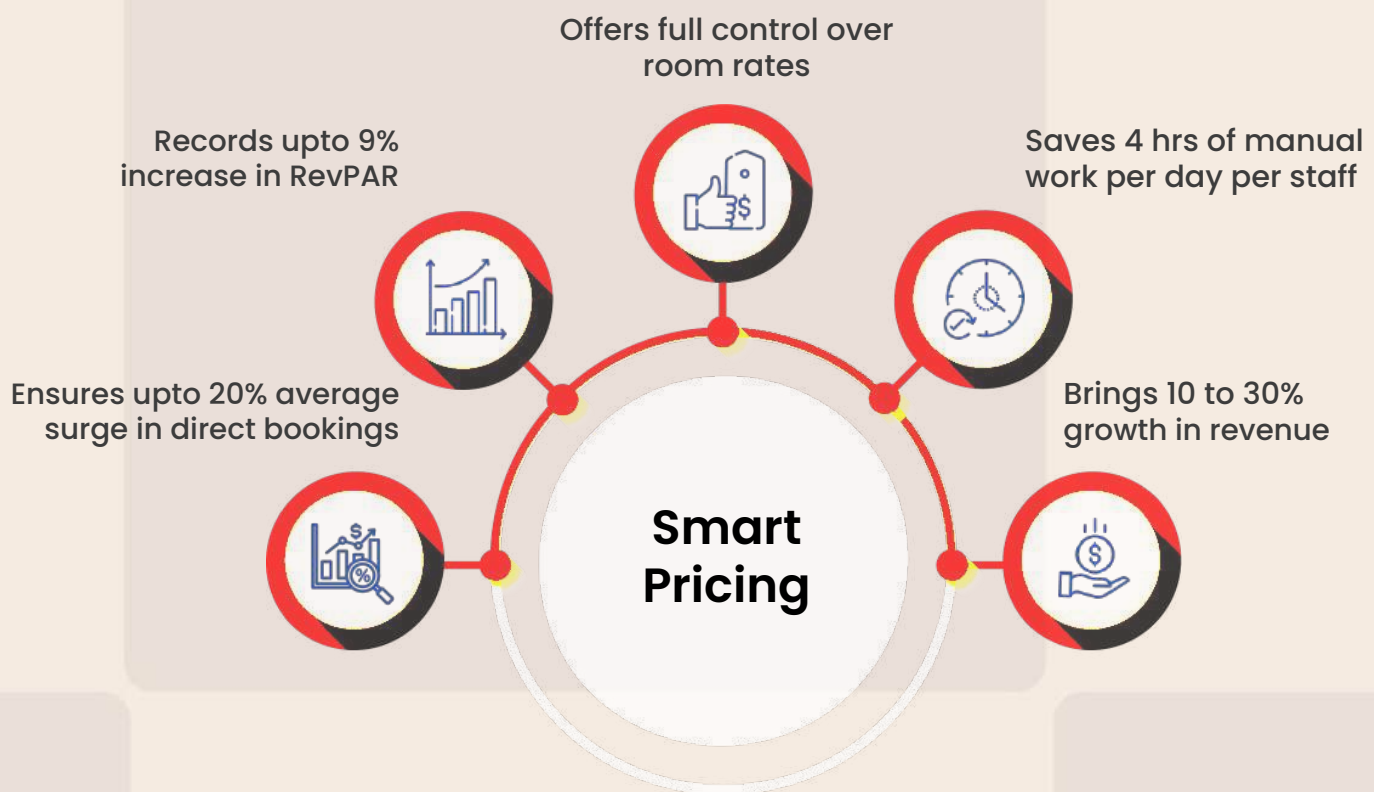 Offers full control over
room rates
Records upto 9%
increase in RevPAR
Saves 4 hrs of manual
work per day per staff
Ensures upto 20% average
surge in direct bookings
Brings 10 to 30%
growth in revenue
Smart
Pricing